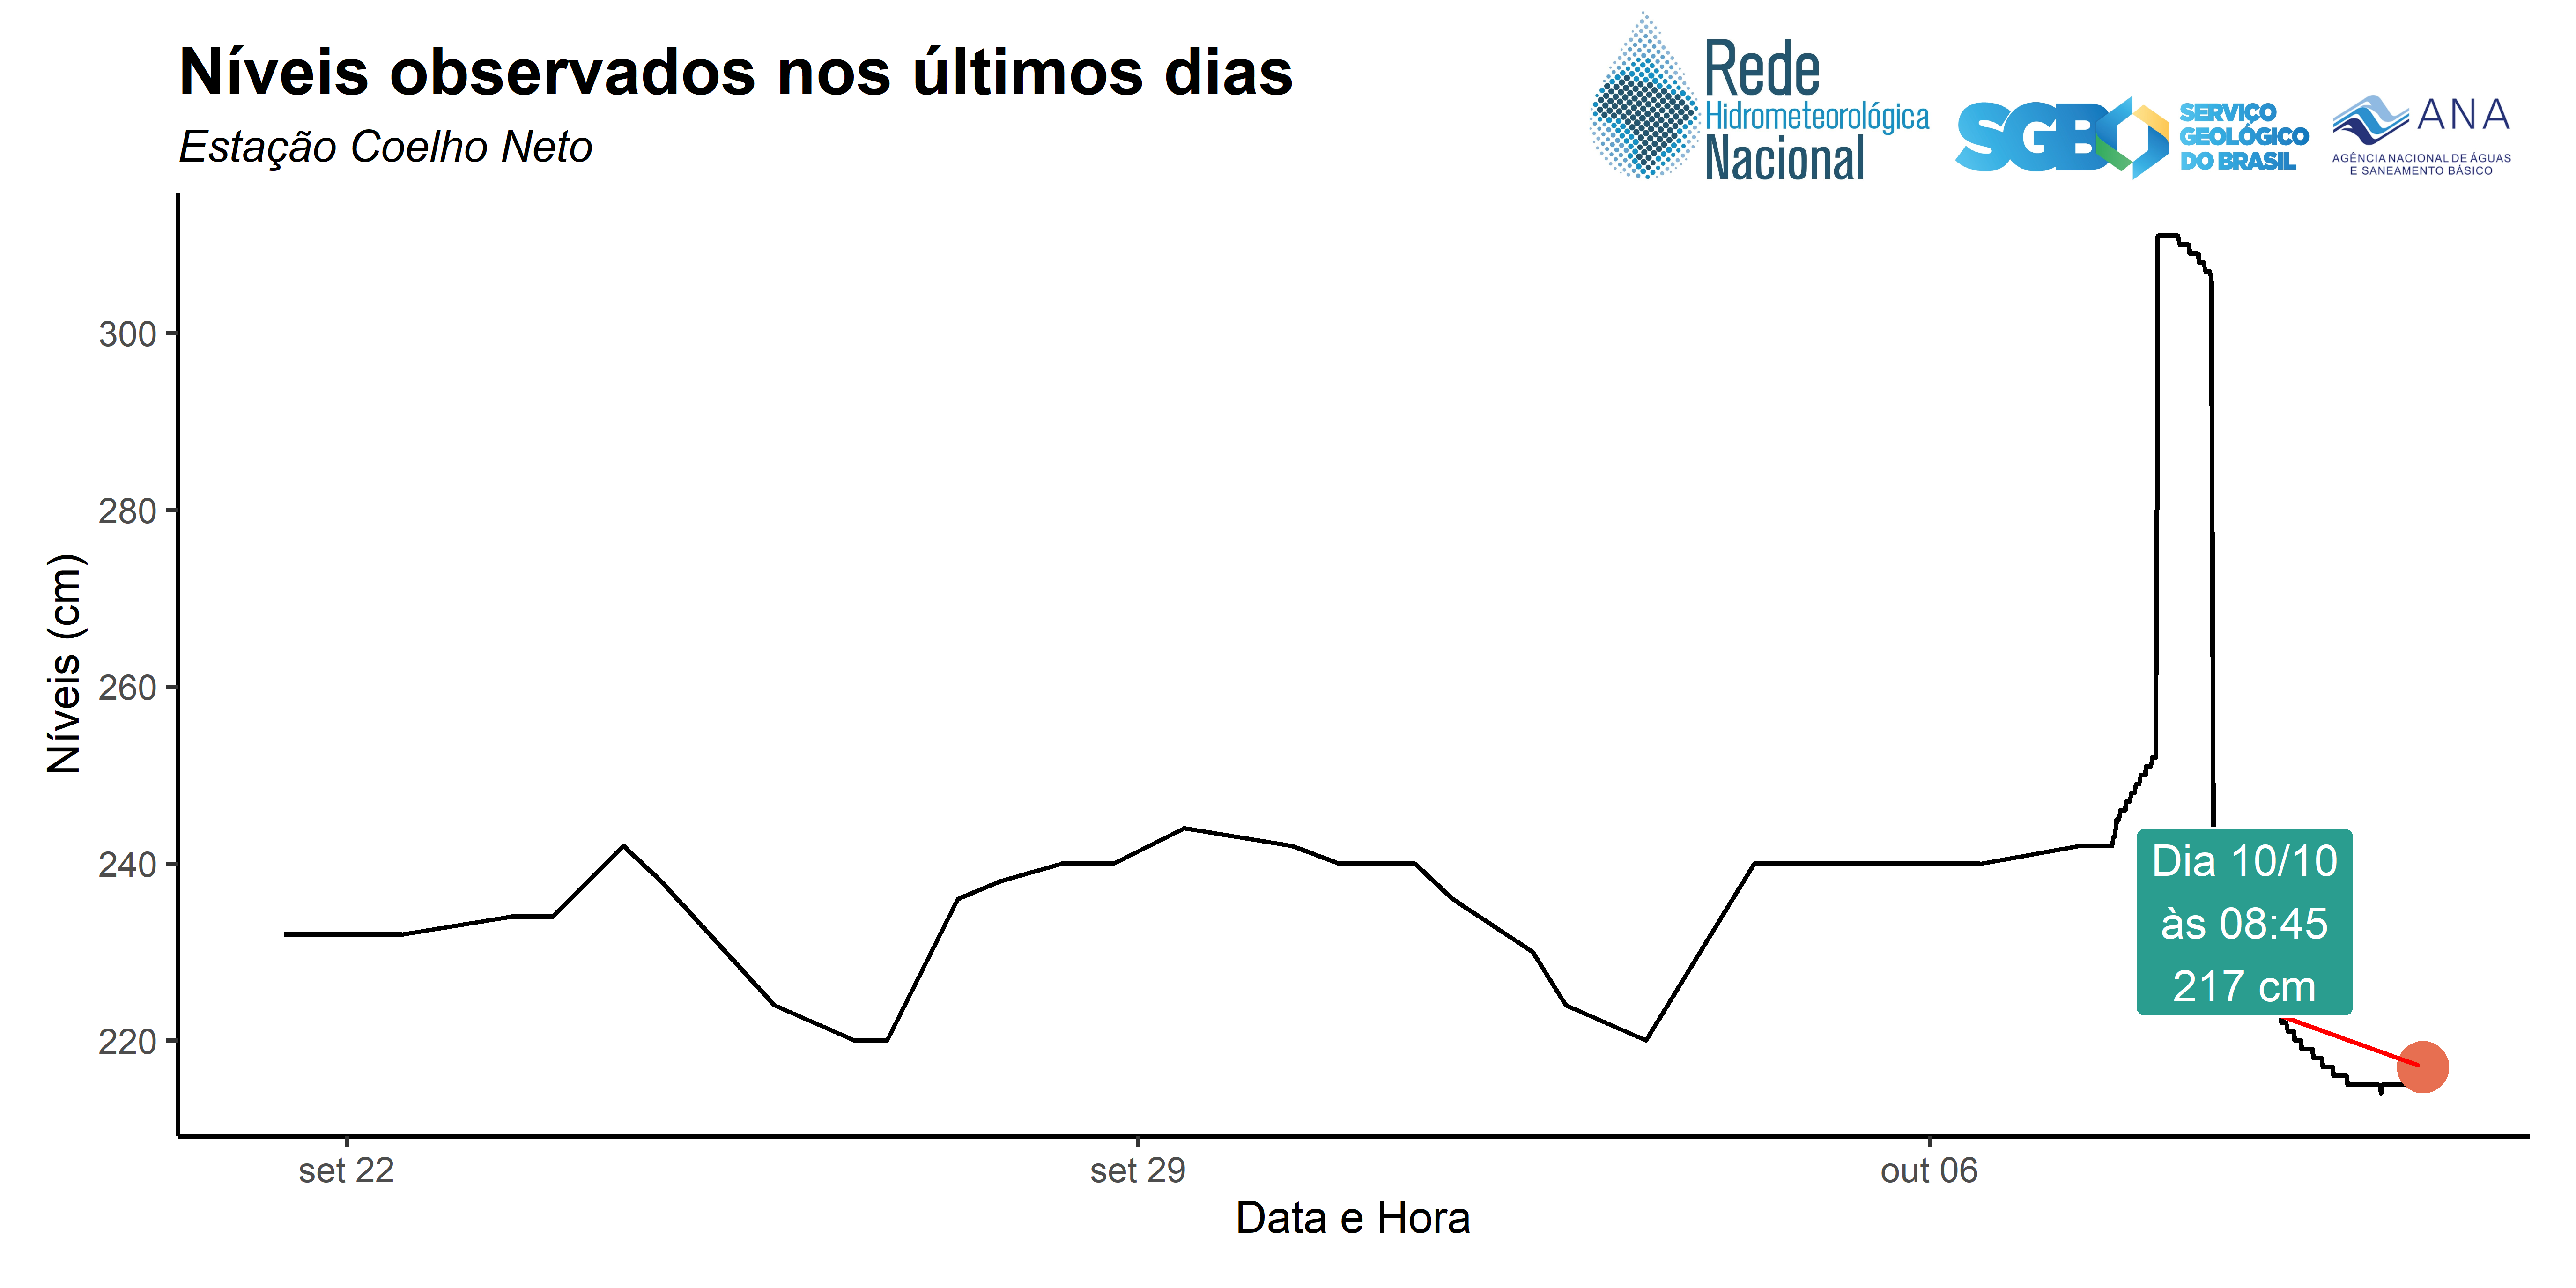 Níveis observados nos últimos dias
Estação Coelho Neto
Rede
Hidrometeorológica
Nacional
SGB
SERVIÇO
GEOLÓGICO
DO BRASIL
ANA
AGÊNCIA NACIONAL DE ÁGUAS
E SANEAMENTO BÁSICO
Níveis (cm)
300
280
260
240
220
Dia 10/10
às 08:45
217 cm
set 22
set 29
out 06
Data e Hora